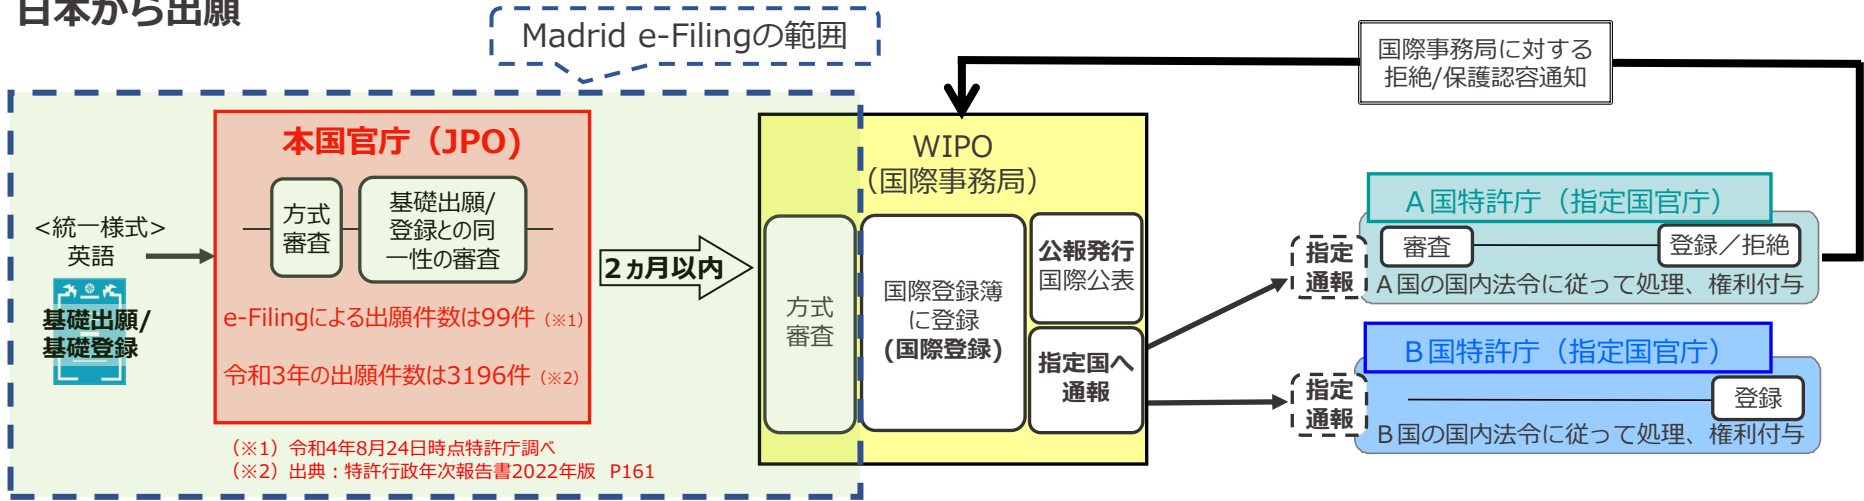 日本から出願
Madrid e-Filingの範囲
国際事務局に対する
拒絶/保護認容通知
<統一様式>
英語
基礎出願/
基礎登録
本国官庁（JPO)
方式
審査
基礎出願/
登録との同
一性の審査
e-Filingによる出願件数は99件（※1）
令和3年の出願件数は3196件（※2）
（※1）令和4年8月24日時点特許庁調べ
（※2）出典：特許行政年次報告書2022年版 P161
2ヵ月以内
WIPO
（国際事務局）
方式
審査
国際登録簿
に登録
(国際登録)
公報発行
国際公表
指定国へ
通報
指定
通報
A国特許庁（指定国官庁）
審査
登録／拒絶
A国の国内法令に従って処理、権利付与
指定
通報
B国特許庁（指定国官庁）
登録
B国の国内法令に従って処理、権利付与